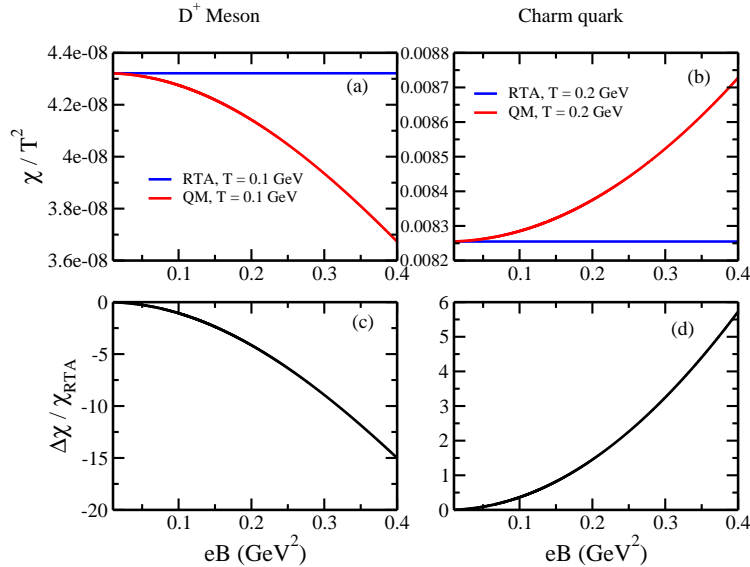 D⁺ Meson
Charm quark
χ / T²
4.4e-08
4.2e-08
4e-08
3.8e-08
3.6e-08
(a)
RTA, T = 0.1 GeV
QM, T = 0.1 GeV
0.1 0.2 0.3 0.4
0.0088
0.0087
0.0086
0.0085
0.0084
0.0083
0.0082
(b)
RTA, T = 0.2 GeV
QM, T = 0.2 GeV
0.1 0.2 0.3 0.4
Δχ / χRTA
0
-5
-10
-15
-20
(c)
0.1 0.2 0.3 0.4
eB (GeV²)
6
5
4
3
2
1
0
(d)
0.1 0.2 0.3 0.4
eB (GeV²)